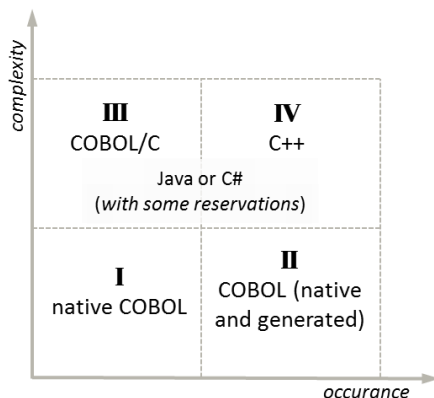 complexity
III
COBOL/C
IV
C++
Java or C#
(with some reservations)
I
native COBOL
II
COBOL (native
and generated)
occurance